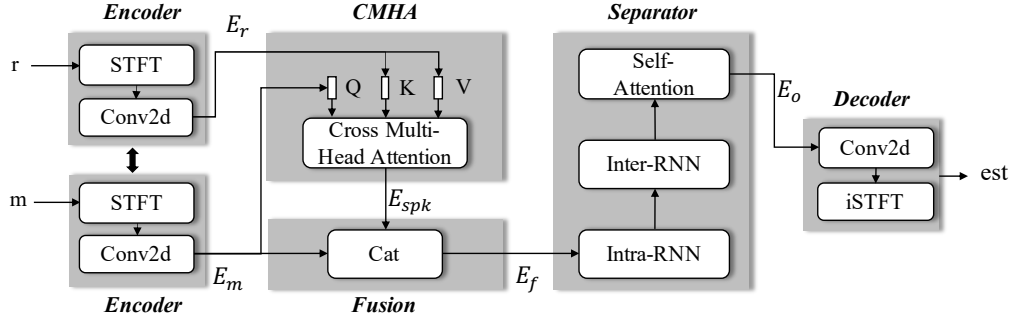 Encoder
CMHA
Separator
E_r
r
STFT
Conv2d
Q
K
V
Cross Multi-
Head Attention
Self-
Attention
E_o
Decoder
Conv2d
iSTFT
est
Inter-RNN
m
STFT
Conv2d
E_spk
E_m
Cat
E_f
Intra-RNN
Encoder
Fusion